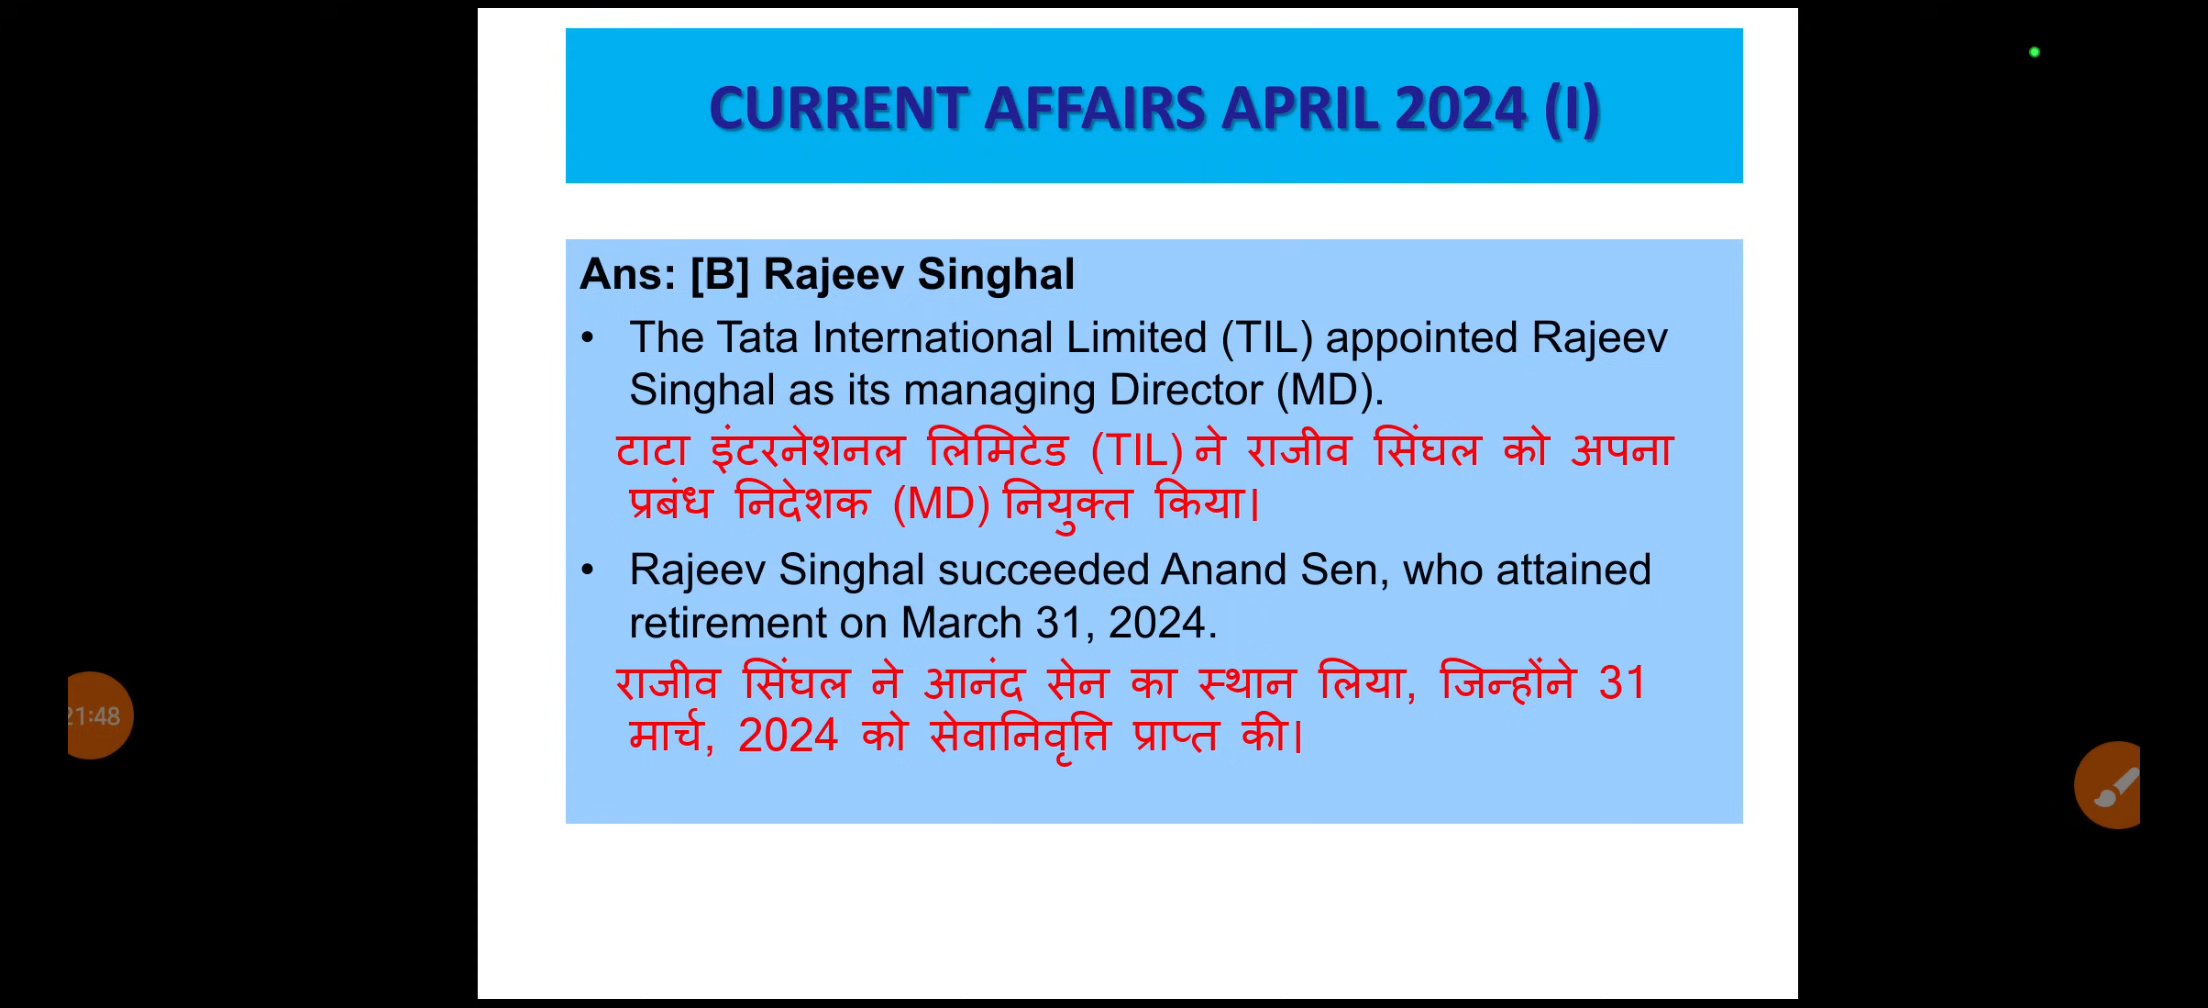 CURRENT AFFAIRS APRIL 2024 (I)
Ans: [B] Rajeev Singhal
• The Tata International Limited (TIL) appointed Rajeev
Singhal as its managing Director (MD).
टाटा इंटरनेशनल लिमिटेड (TIL) ने राजीव सिंघल को अपना
प्रबंध निदेशक (MD) नियुक्त किया।
• Rajeev Singhal succeeded Anand Sen, who attained
retirement on March 31, 2024.
राजीव सिंघल ने आनंद सेन का स्थान लिया, जिन्होंने 31
मार्च, 2024 को सेवानिवृत्ति प्राप्त की।
21:48